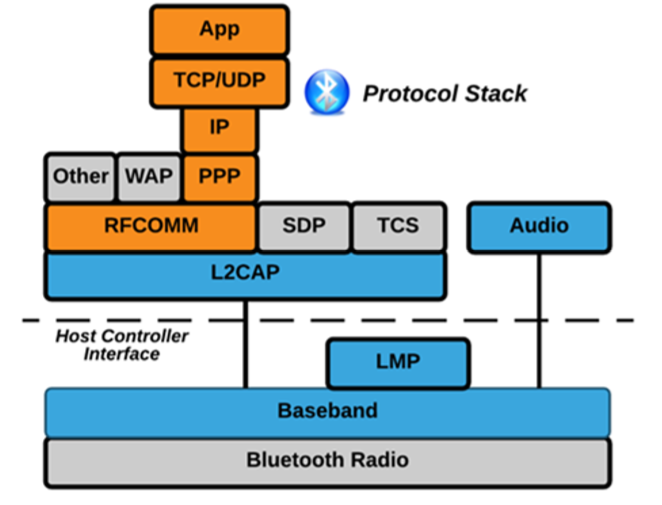 App
TCP/UDP
Protocol Stack
IP
Other
WAP
PPP
RFCOMM
SDP
TCS
Audio
L2CAP
Host Controller
Interface
LMP
Baseband
Bluetooth Radio